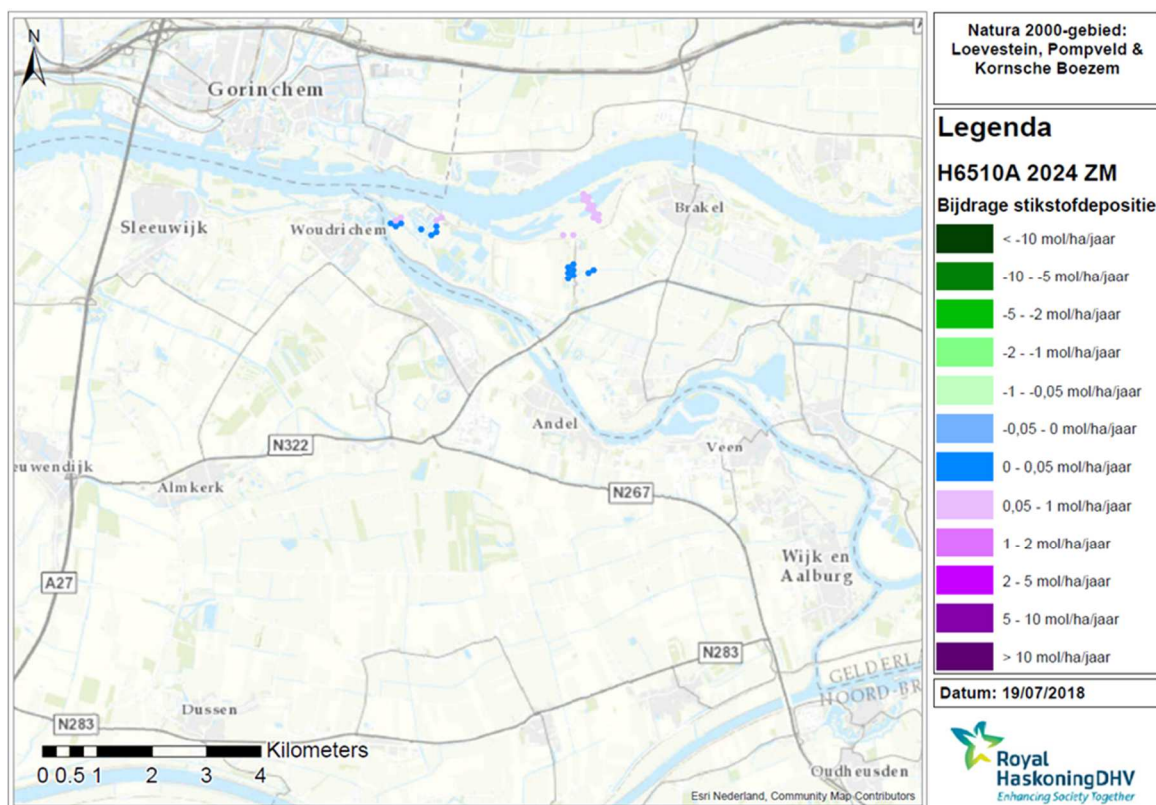 N
Gorinchem
Sleeuwijk
Woudrichem
Brakel
Andel
Veen
N322
euwendijk
Almkerk
N267
Wijk en
Aalburg
A27
N283
GELDERL
NOORD-BR
N283
Dussen
Kilometers
0 0.5 1 2 3 4
Oudheusden
Esri Nederland, Community Map Contributors
Natura 2000-gebied:
Loevestein, Pompveld &
Kornsche Boezem
Legenda
H6510A 2024 ZM
Bijdrage stikstofdepositie
< -10 mol/ha/jaar
-10 - -5 mol/ha/jaar
-5 - -2 mol/ha/jaar
-2 - -1 mol/ha/jaar
-1 - -0,05 mol/ha/jaar
-0,05 - 0 mol/ha/jaar
0 - 0,05 mol/ha/jaar
0,05 - 1 mol/ha/jaar
1 - 2 mol/ha/jaar
2 - 5 mol/ha/jaar
5 - 10 mol/ha/jaar
> 10 mol/ha/jaar
Datum: 19/07/2018
Royal
HaskoningDHV
Enhancing Society Together